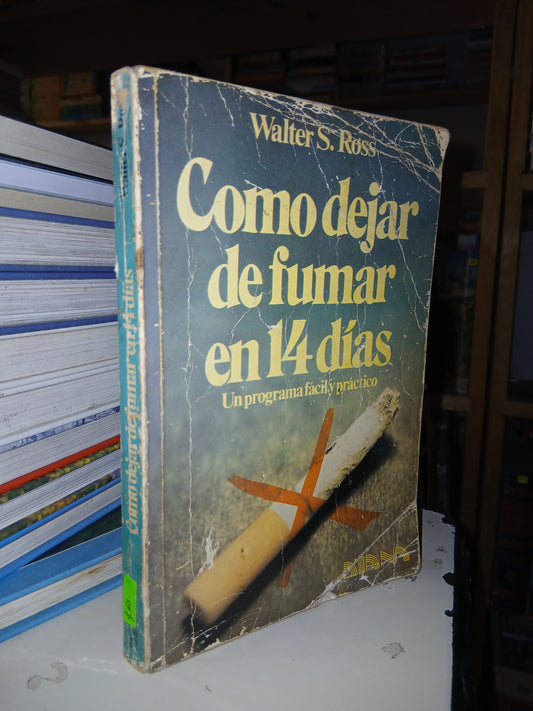 Walter S. Ross
Como dejar
de fumar
en 14 días
Un programa fácil y práctico
DIANA
Como dejar de fumar en 14 días